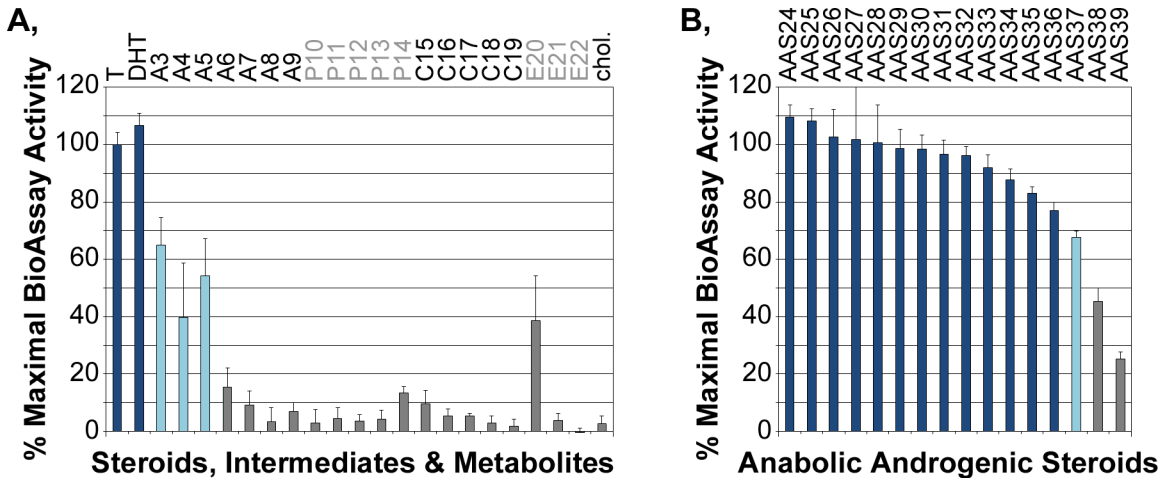 A,
% Maximal BioAssay Activity
T DHT A3 A4 A5 A6 A7 A8 A9 P10 P11 P12 P13 P14 C15 C16 C17 C18 C19 E20 E21 E22 chol.
120
100
80
60
40
20
0
Steroids, Intermediates & Metabolites
B,
% Maximal BioAssay Activity
AAS24 AAS25 AAS26 AAS27 AAS28 AAS29 AAS30 AAS31 AAS32 AAS33 AAS34 AAS35 AAS36 AAS37 AAS38 AAS39
120
100
80
60
40
20
0
Anabolic Androgenic Steroids